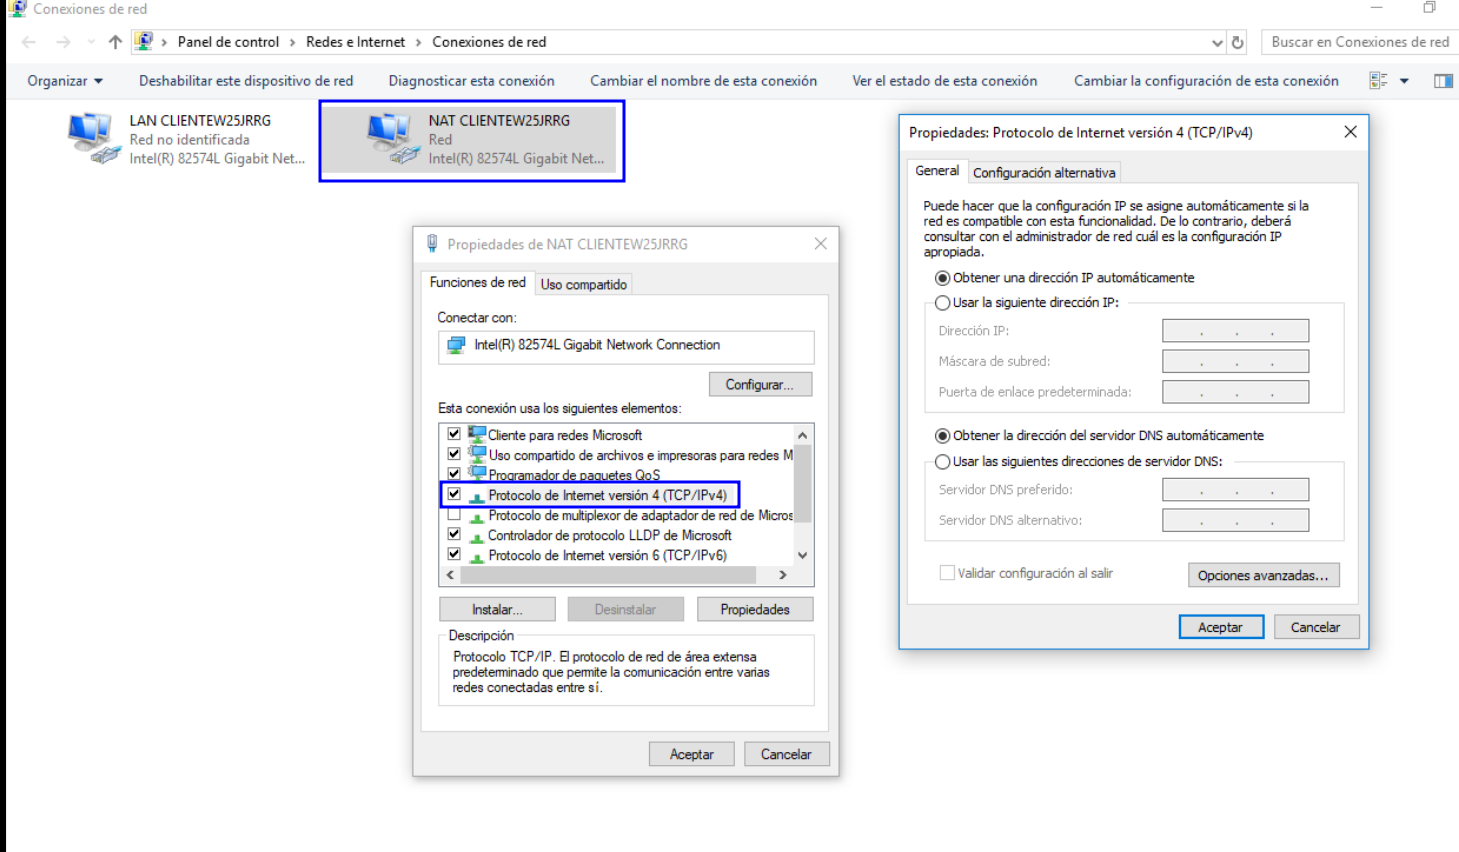 Conexiones de red
Panel de control > Redes e Internet > Conexiones de red
Buscar en Conexiones de red
Organizar
Deshabilitar este dispositivo de red
Diagnosticar esta conexión
Cambiar el nombre de esta conexión
Ver el estado de esta conexión
Cambiar la configuración de esta conexión
LAN CLIENTEW25JRRG
Red no identificada
Intel(R) 82574L Gigabit Net...
NAT CLIENTEW25JRRG
Red
Intel(R) 82574L Gigabit Net...
Propiedades de NAT CLIENTEW25JRRG
Funciones de red
Uso compartido
Conectar con:
Intel(R) 82574L Gigabit Network Connection
Configurar...
Esta conexión usa los siguientes elementos:
Cliente para redes Microsoft
Uso compartido de archivos e impresoras para redes M
Programador de paquetes QoS
Protocolo de Internet versión 4 (TCP/IPv4)
Protocolo de multiplexor de adaptador de red de Micros
Controlador de protocolo LLDP de Microsoft
Protocolo de Internet versión 6 (TCP/IPv6)
Instalar...
Desinstalar
Propiedades
Descripción
Protocolo TCP/IP. El protocolo de red de área extensa
predeterminado que permite la comunicación entre varias
redes conectadas entre sí.
Aceptar
Cancelar
Propiedades: Protocolo de Internet versión 4 (TCP/IPv4)
General
Configuración alternativa
Puede hacer que la configuración IP se asigne automáticamente si la
red es compatible con esta funcionalidad. De lo contrario, deberá
consultar con el administrador de red cuál es la configuración IP
apropiada.
Obtener una dirección IP automáticamente
Usar la siguiente dirección IP:
Dirección IP:
Máscara de subred:
Puerta de enlace predeterminada:
Obtener la dirección del servidor DNS automáticamente
Usar las siguientes direcciones de servidor DNS:
Servidor DNS preferido:
Servidor DNS alternativo:
Validar configuración al salir
Opciones avanzadas...
Aceptar
Cancelar